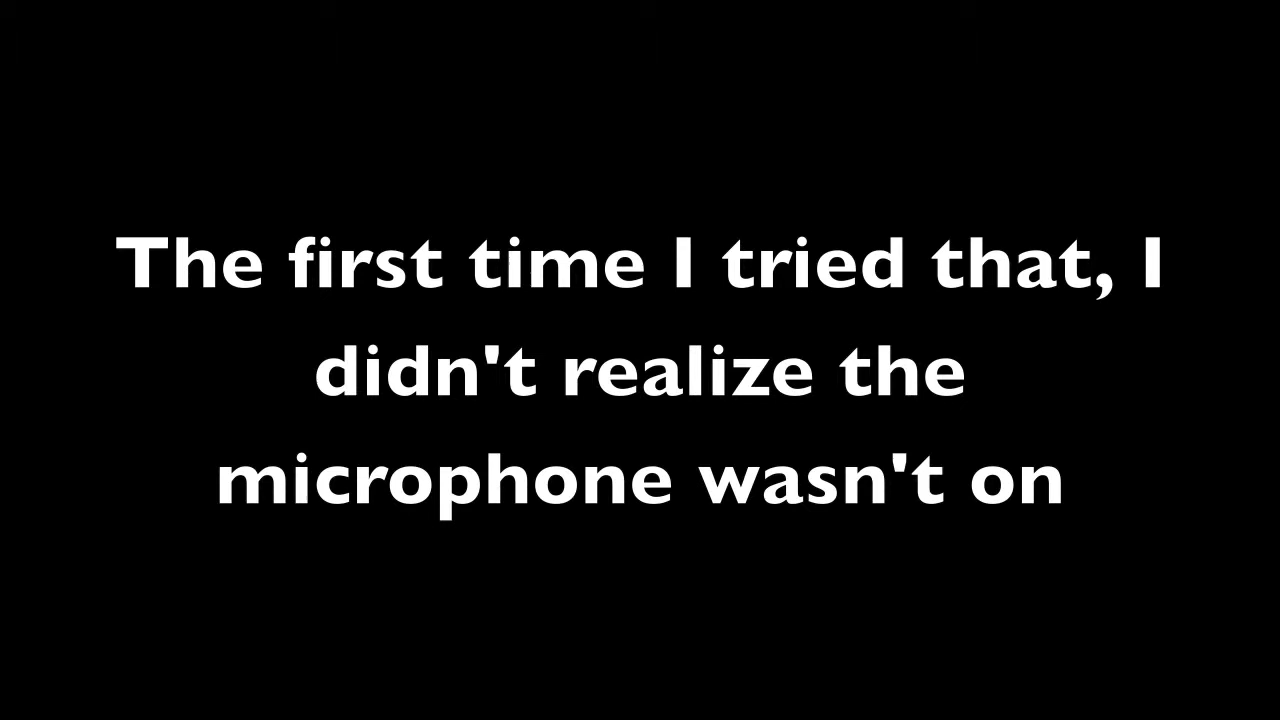 The first time I tried that, I
didn't realize the
microphone wasn't on